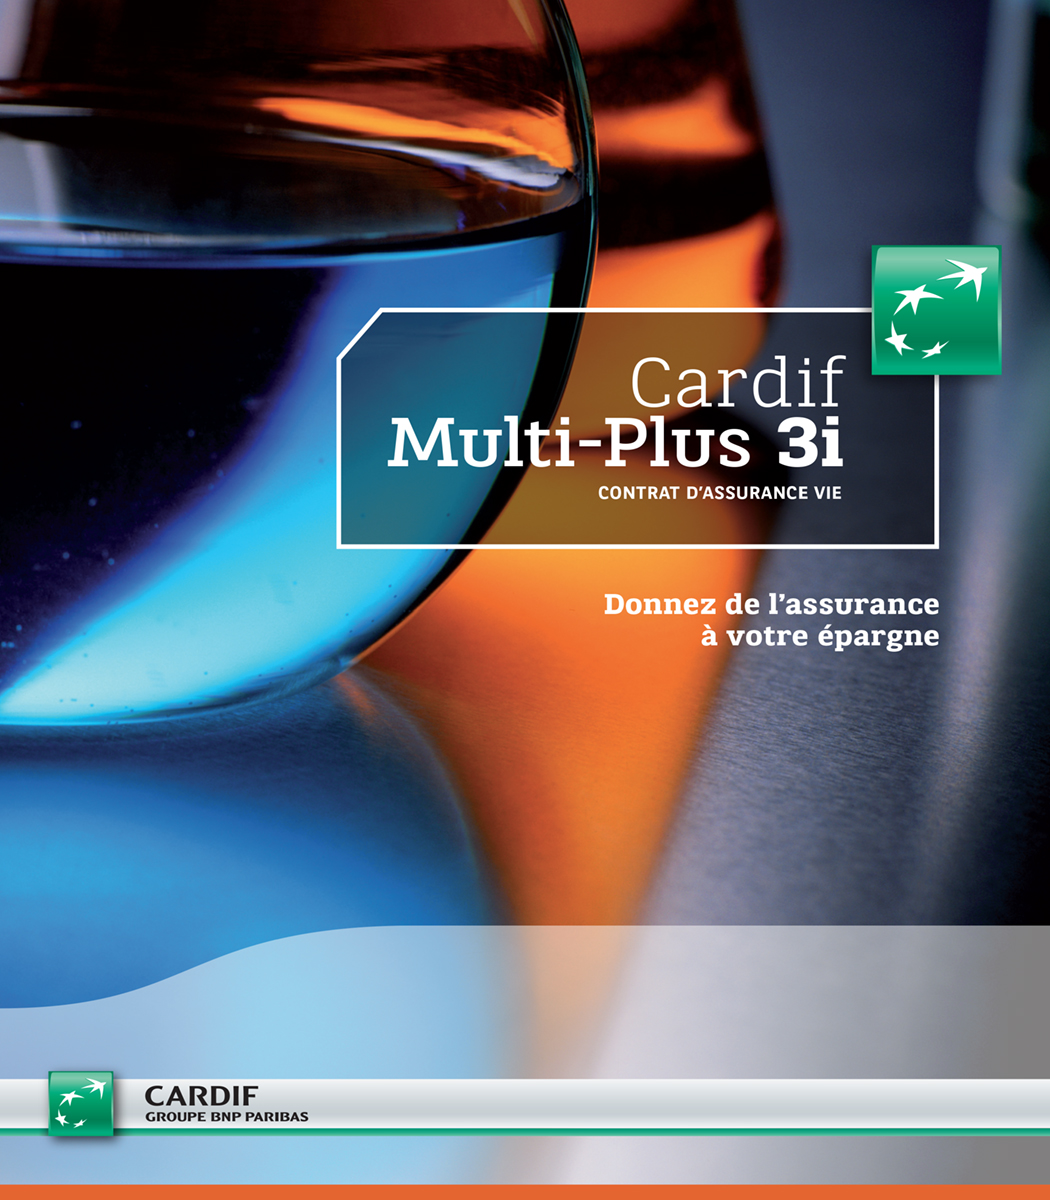 Cardif
Multi-Plus 3i
CONTRAT D'ASSURANCE VIE
Donnez de l'assurance
à votre épargne
CARDIF
GROUPE BNP PARIBAS